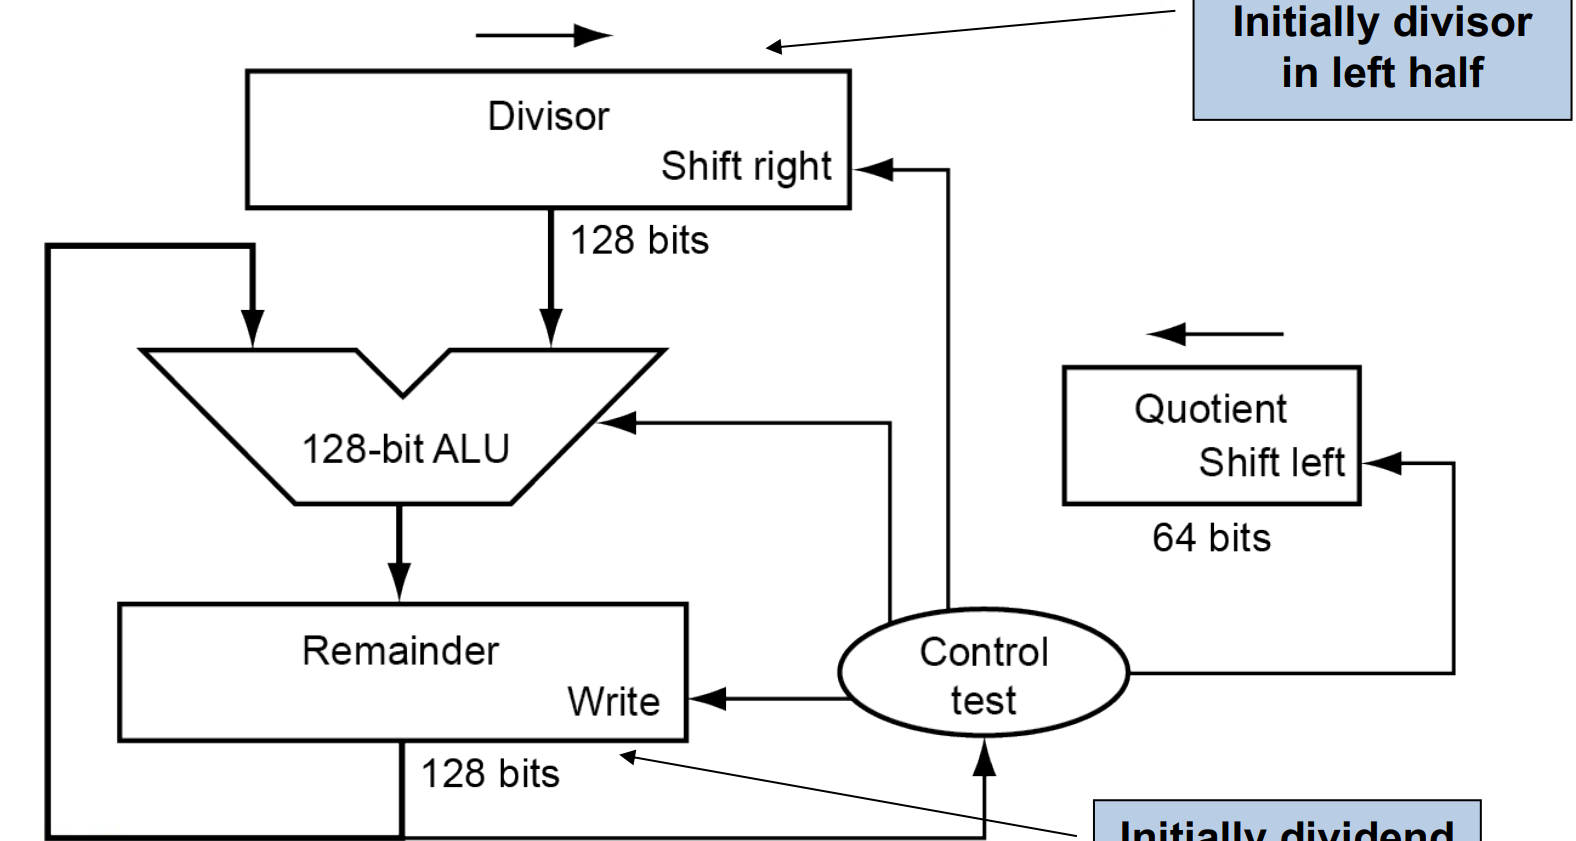 Initially divisor
in left half
Divisor
Shift right
128 bits
128-bit ALU
Quotient
Shift left
64 bits
Remainder
Write
128 bits
Control
test
Initially dividend